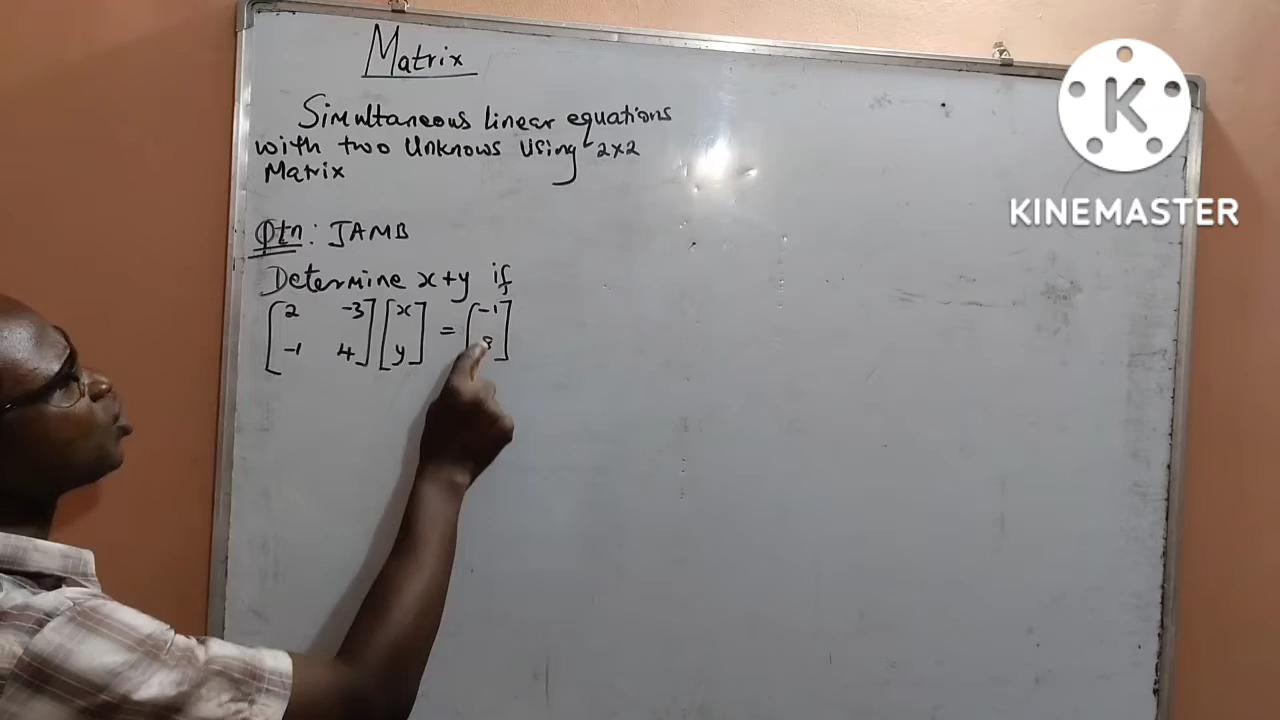 Matrix
Simultaneous linear equations
with two Unknows Using 2x2
Matrix
Qtn: JAMB
Determine x+y if
[2 -3] [x] = [-1]
[-1 4] [y] [8]
K
KINEMASTER